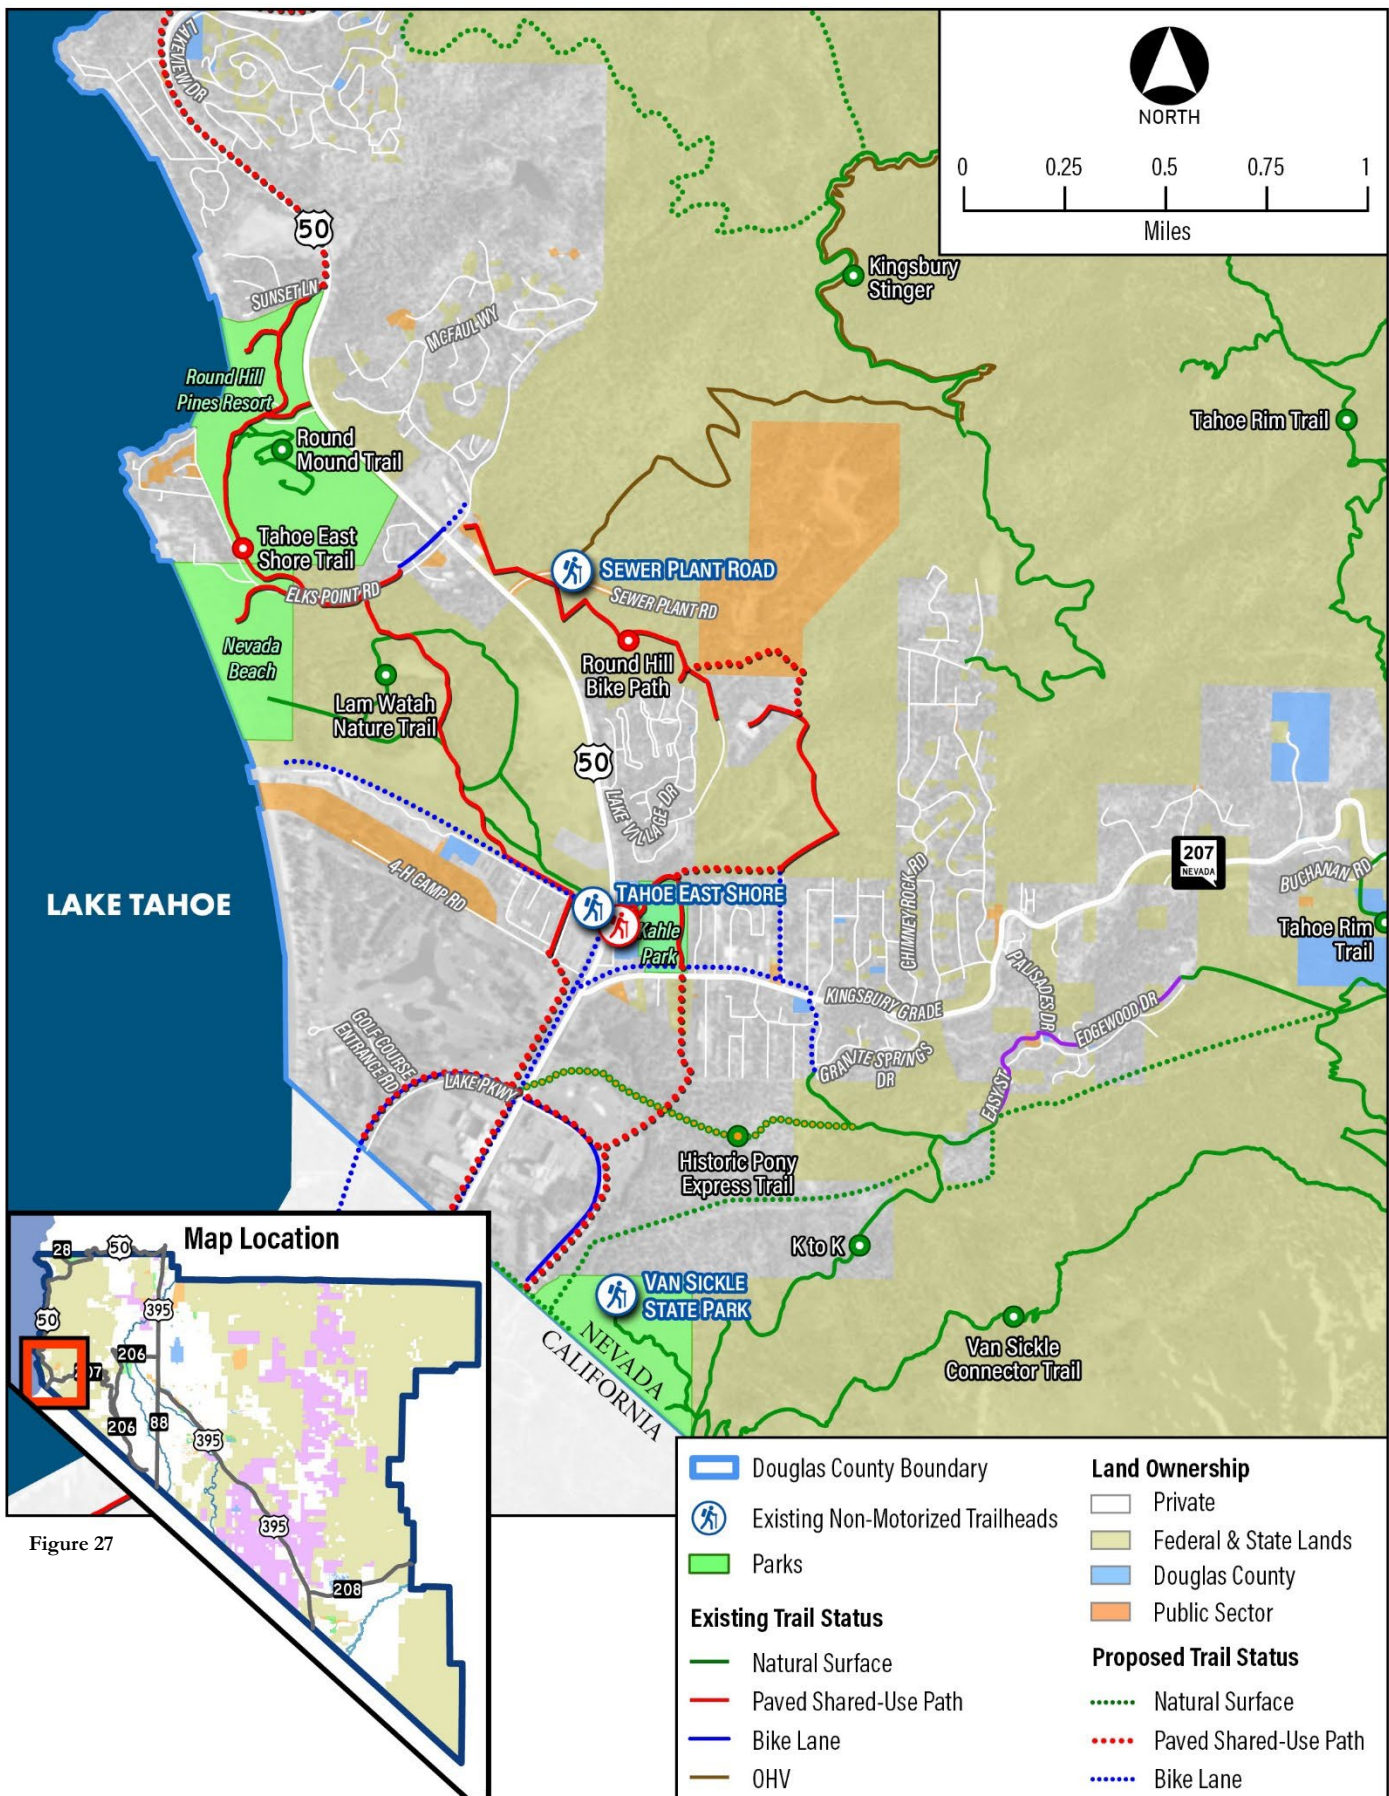 NORTH
0 0.25 0.5 0.75 1
Miles
LAKEVIEW DR
50
SUNSET LN
MCFAUL WY
Kingsbury
Stinger
Round Hill
Pines Resort
Round
Mound Trail
Tahoe Rim Trail
Tahoe East
Shore Trail
ELKS POINT RD
SEWER PLANT ROAD
SEWER PLANT RD
Nevada
Beach
Round Hill
Bike Path
Lam Watah
Nature Trail
50
LAKE VILLAGE DR
207
NEVADA
BUCHANAN RD
4-H CAMP RD
CHIMNEY ROCK RD
LAKE TAHOE
TAHOE EAST SHORE
Kahle
Park
Tahoe Rim
Trail
PALISADES DR
KINGSBURY GRADE
EDGEWOOD DR
GOLF COURSE
ENTRANCE RD
LAKE PKWY
GRANITE SPRINGS
DR
EASY ST
Historic Pony
Express Trail
K to K
VAN SICKLE
STATE PARK
Van Sickle
Connector Trail
NEVADA
CALIFORNIA
Map Location
28
50
50
395
206
207
206
88
395
395
208
Figure 27
Douglas County Boundary
Existing Non-Motorized Trailheads
Parks
Existing Trail Status
Natural Surface
Paved Shared-Use Path
Bike Lane
OHV
Land Ownership
Private
Federal & State Lands
Douglas County
Public Sector
Proposed Trail Status
Natural Surface
Paved Shared-Use Path
Bike Lane